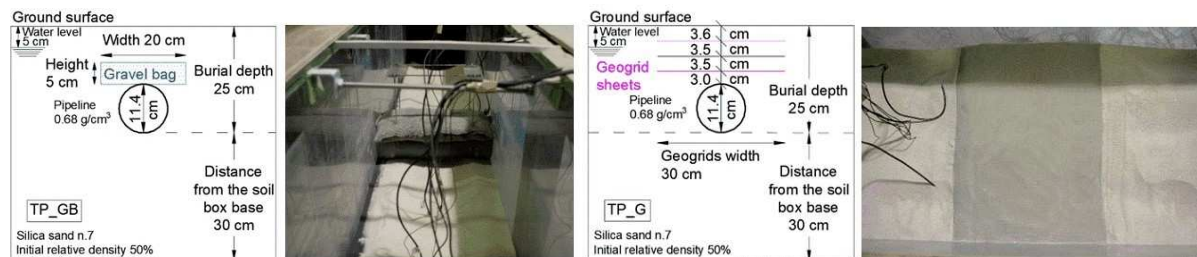 Ground surface
Water level
5 cm
Width 20 cm
Height
5 cm
Gravel bag
Burial depth
25 cm
Pipeline
0.68 g/cm³
11.4
cm
Distance
from the soil
box base
30 cm
TP_GB
Silica sand n.7
Initial relative density 50%
Ground surface
Water level
5 cm
3.6 cm
3.5 cm
3.5 cm
3.0 cm
Geogrid
sheets
Burial depth
25 cm
Pipeline
0.68 g/cm³
11.4
cm
Geogrids width
30 cm
Distance
from the soil
box base
30 cm
TP_G
Silica sand n.7
Initial relative density 50%